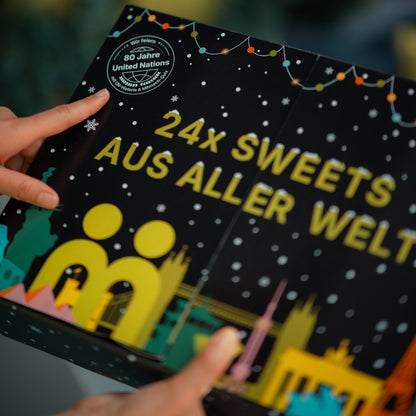 Wir feiern
80 Jahre
United Nations
24x SWEETS
AUS ALLER WELT